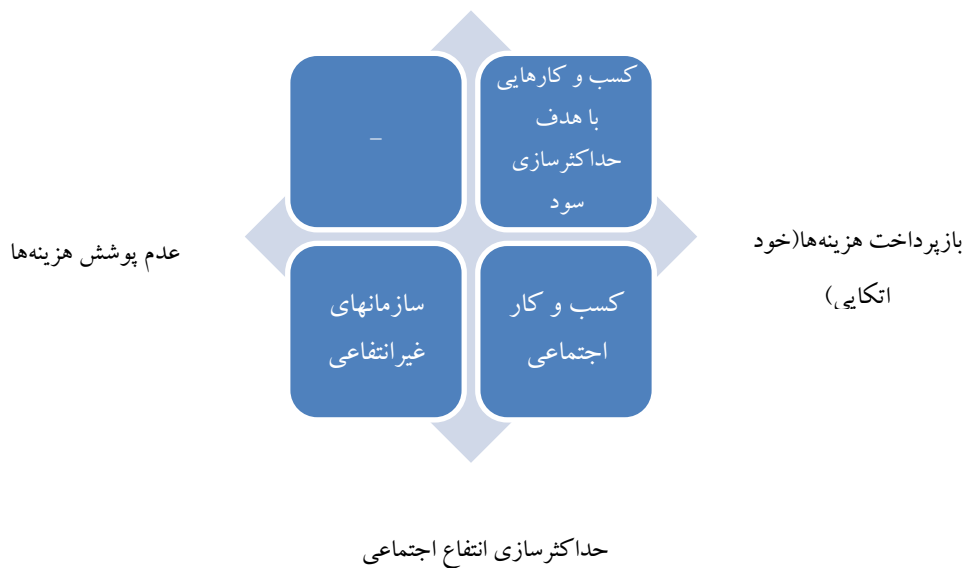 کسب و کارهایی
با هدف
حداکثرسازی
سود
–
بازپرداخت هزینه‌ها(خود
اتکایی)
عدم پوشش هزینه‌ها
کسب و کار
اجتماعی
سازمانهای
غیرانتفاعی
حداکثرسازی انتفاع اجتماعی